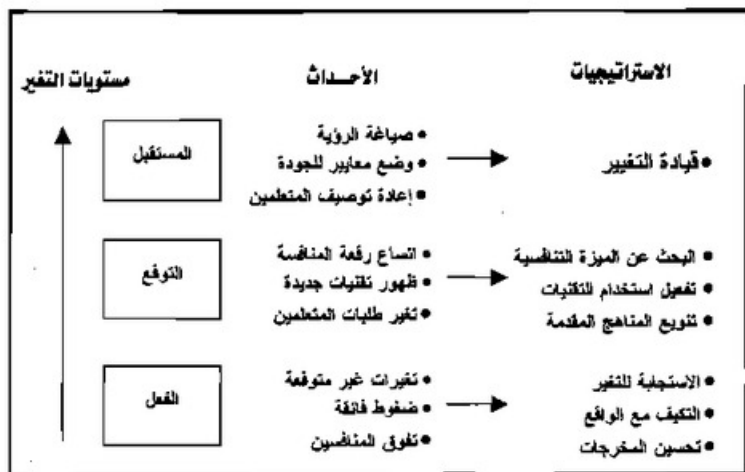 مستويات التغير
الأحداث
الاستراتيجيات
المستقبل
• صياغة الرؤية
• وضع معايير للجودة
• إعادة توصيف المتعلمين
• قيادة التغيير
التوقع
• اتساع رقعة المنافسة
• ظهور تقنيات جديدة
• تغير طلبات المتعلمين
• البحث عن الميزة التنافسية
• تفعيل استخدام التقنيات
• تنويع المناهج المقدمة
الفعل
• تغيرات غير متوقعة
• ضغوط فائقة
• تفوق المنافسين
• الاستجابة للتغير
• التكيف مع الواقع
• تحسين المخرجات